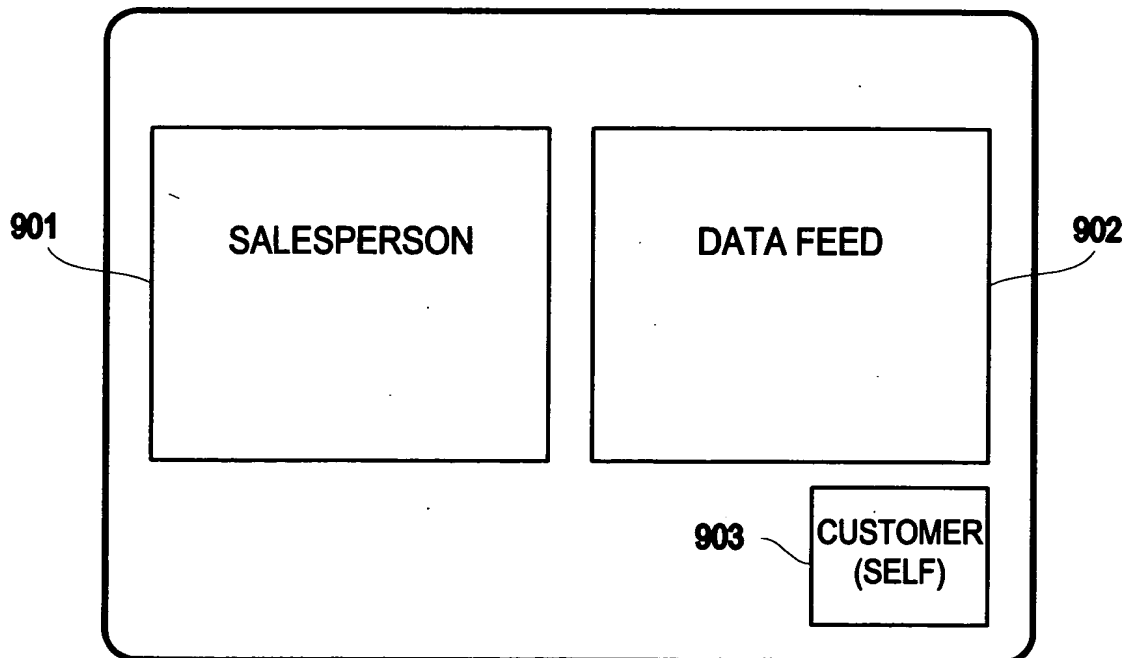 901
SALESPERSON
DATA FEED
902
903
CUSTOMER
(SELF)